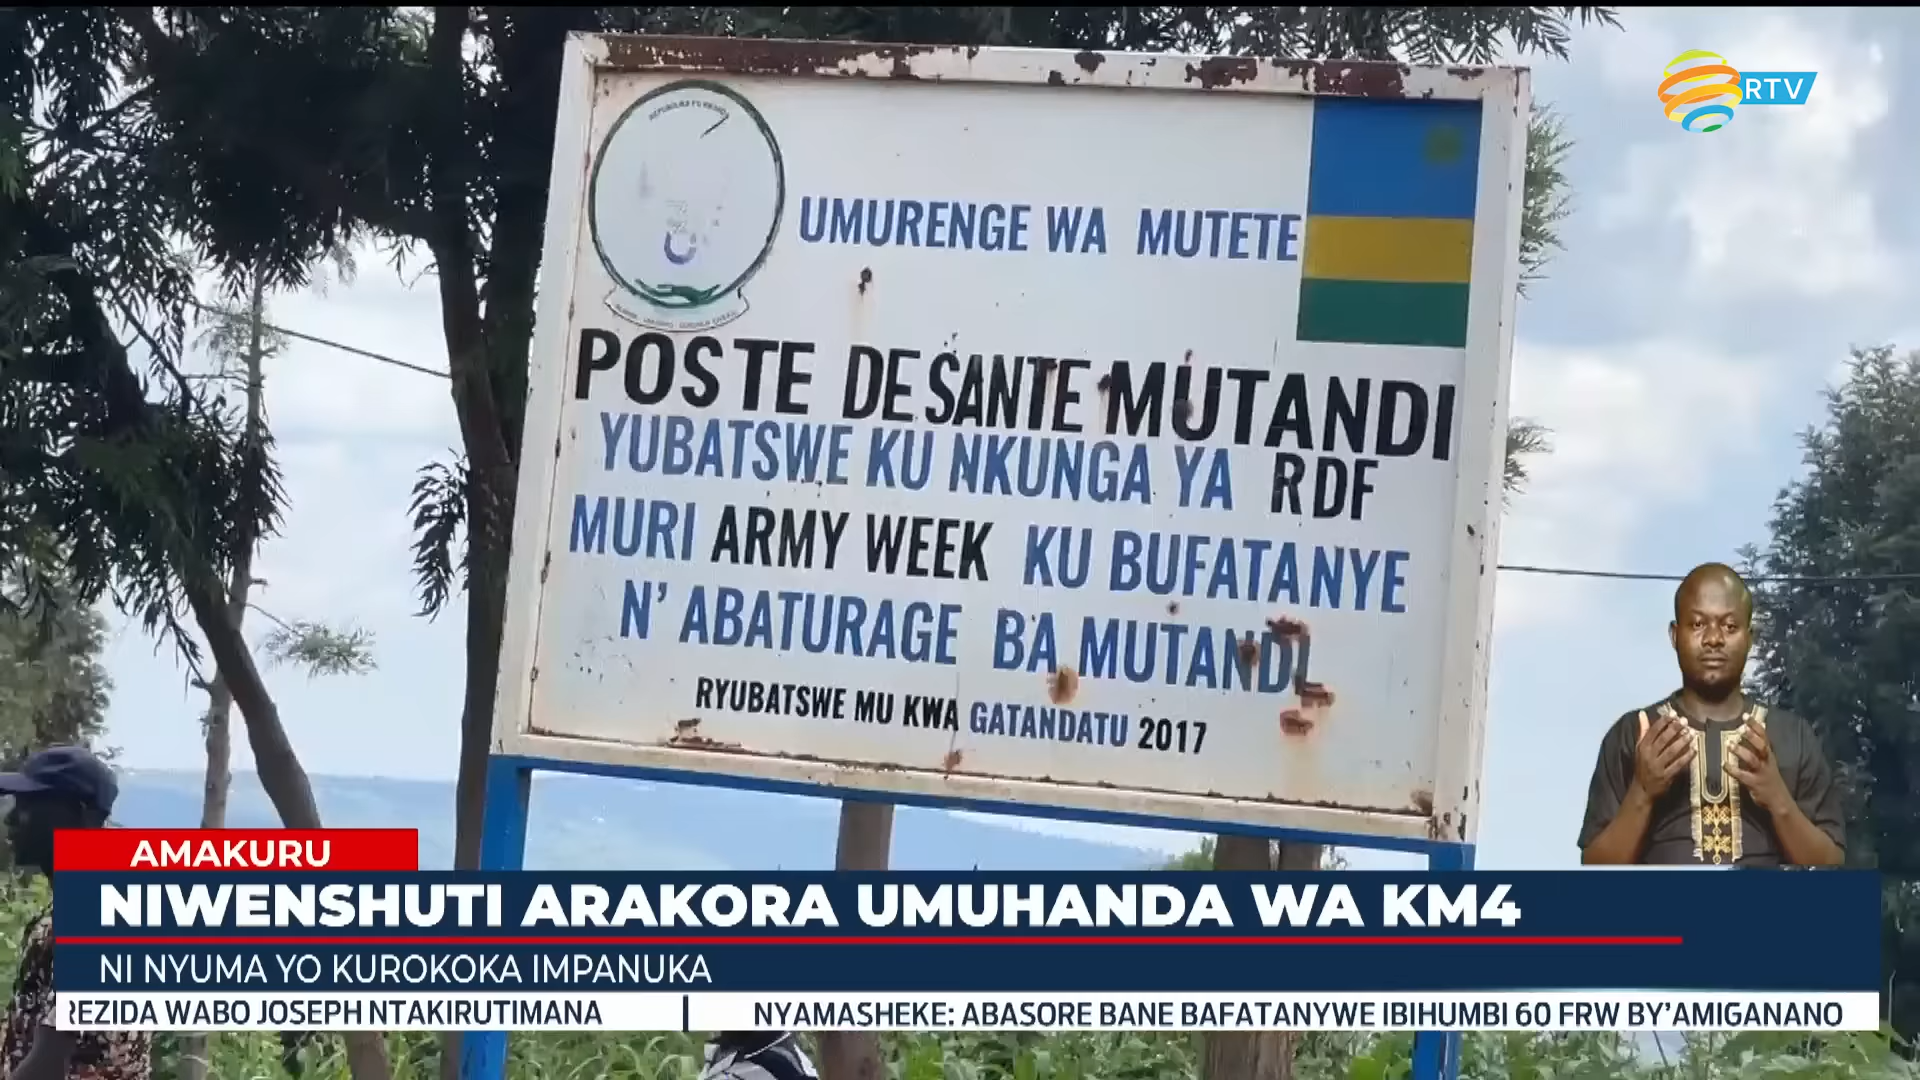 RTV
UMURENGE WA MUTETE
POSTE DE SANTE MUTANDI
YUBATSWE KU NKUNGA YA RDF
MURI ARMY WEEK KU BUFATANYE
N' ABATURAGE BA MUTANDI
RYUBATSWE MU KWA GATANDATU 2017
AMAKURU
NIWENSHUTI ARAKORA UMUHANDA WA KM4
NI NYUMA YO KUROKOKA IMPANUKA
REZIDA WABO JOSEPH NTAKIRUTIMANA | NYAMASHEKE: ABASORE BANE BAFATANYWE IBIHUMBI 60 FRW BY'AMIGANANO